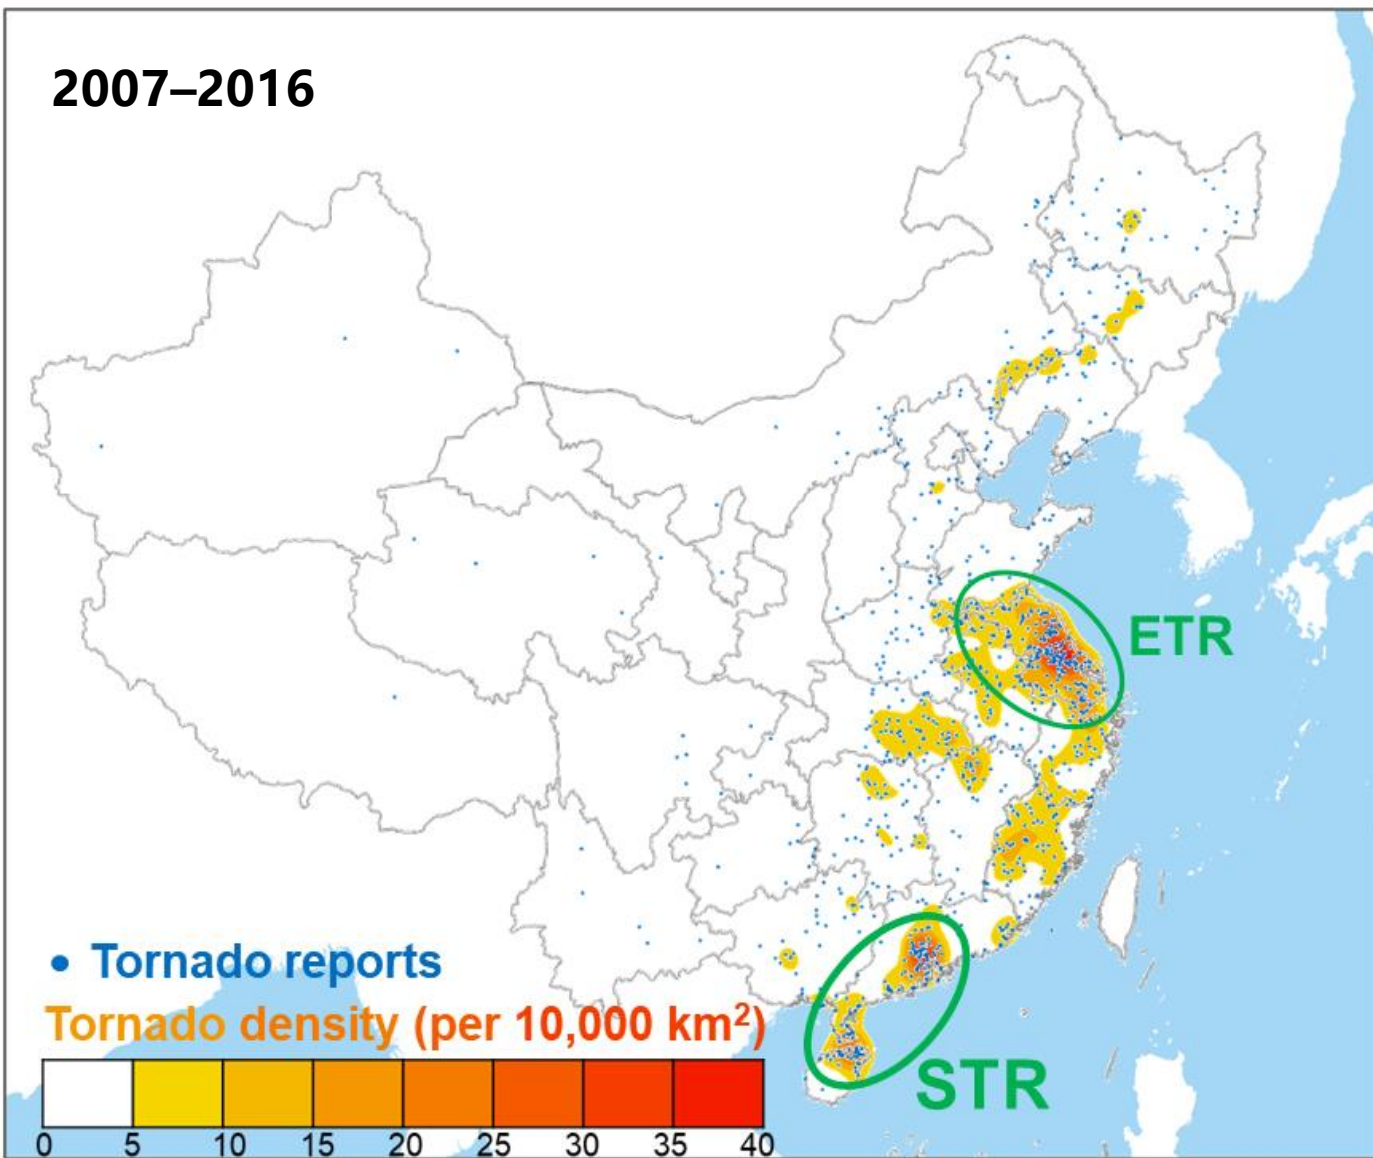 2007–2016
ETR
• Tornado reports
Tornado density (per 10,000 km²)
STR
0 5 10 15 20 25 30 35 40